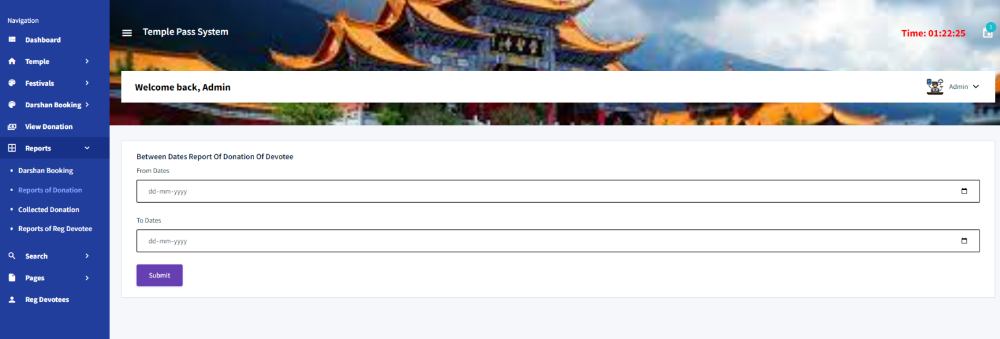 Navigation
Dashboard
Temple
Festivals
Darshan Booking
View Donation
Reports
Darshan Booking
Reports of Donation
Collected Donation
Reports of Reg Devotee
Search
Pages
Reg Devotees
Temple Pass System
Time: 01:22:25
1
Welcome back, Admin
Admin
Between Dates Report Of Donation Of Devotee
From Dates
dd-mm-yyyy
To Dates
dd-mm-yyyy
Submit